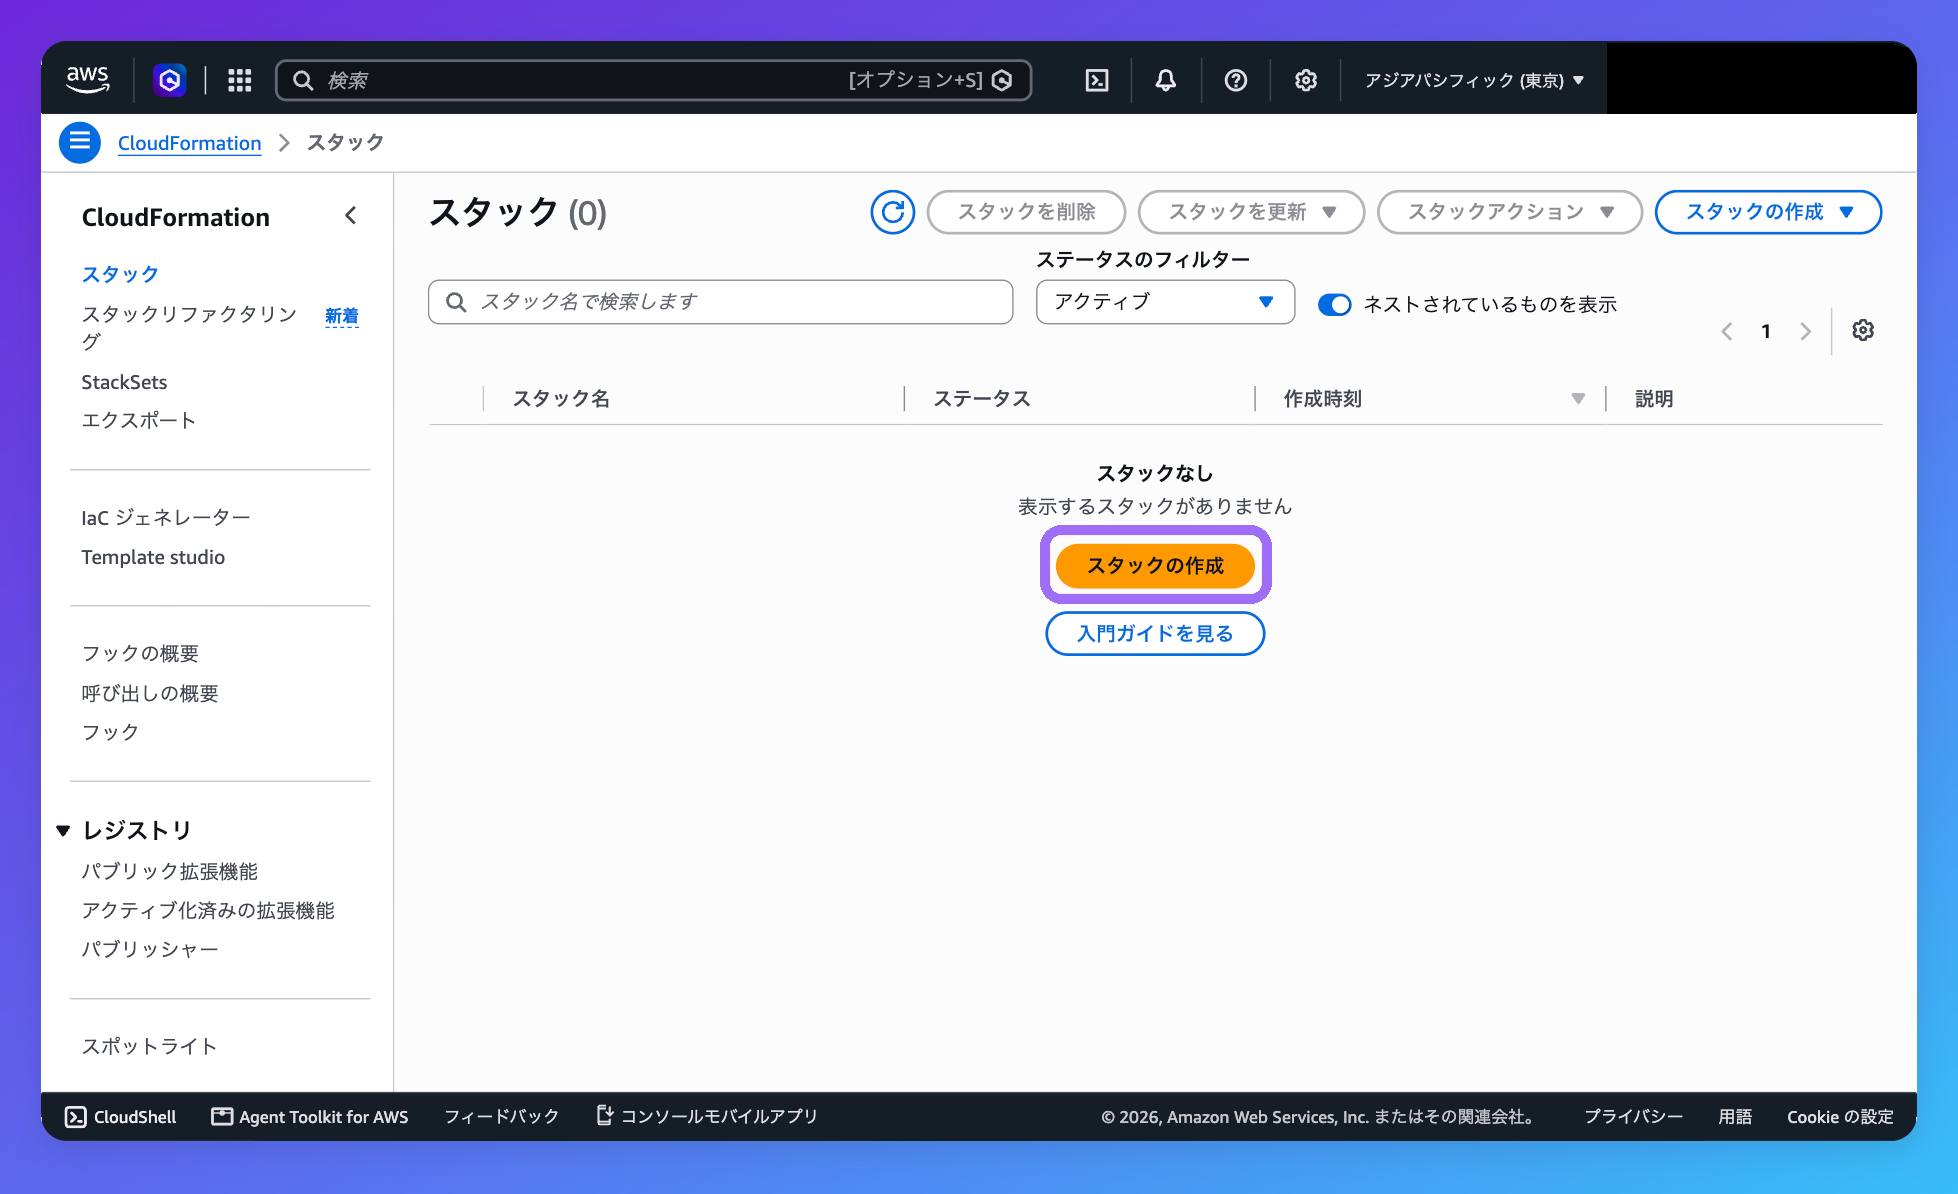 aws
検索
[オプション+S]
アジアパシフィック (東京)
CloudFormation
スタック
CloudFormation
スタック
スタックリファクタリン
グ
新着
StackSets
エクスポート
IaC ジェネレーター
Template studio
フックの概要
呼び出しの概要
フック
レジストリ
パブリック拡張機能
アクティブ化済みの拡張機能
パブリッシャー
スポットライト
スタック (0)
スタックを削除
スタックを更新
スタックアクション
スタックの作成
スタック名で検索します
ステータスのフィルター
アクティブ
ネストされているものを表示
1
スタック名
ステータス
作成時刻
説明
スタックなし
表示するスタックがありません
スタックの作成
入門ガイドを見る
CloudShell
Agent Toolkit for AWS
フィードバック
コンソールモバイルアプリ
© 2026, Amazon Web Services, Inc. またはその関連会社。
プライバシー
用語
Cookie の設定